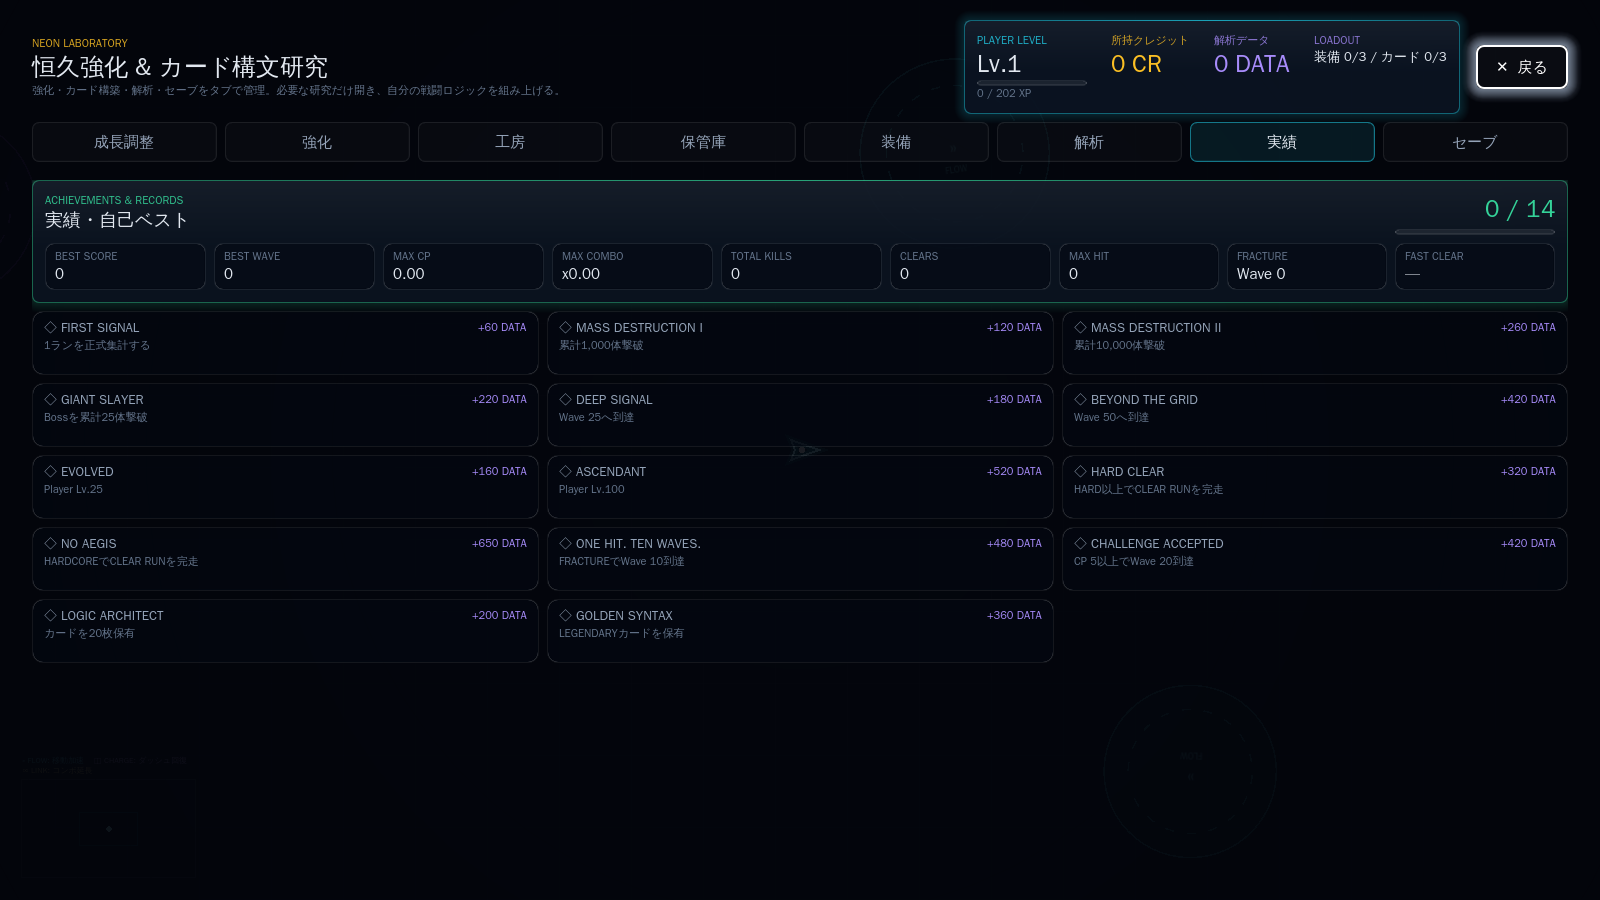 NEON LABORATORY
恒久強化 & カード構文研究
強化・カード構築・解析・セーブをタブで管理。必要な研究だけ開き、自分の戦闘ロジックを組み上げる。
PLAYER LEVEL
Lv.1
0 / 202 XP
所持クレジット
0 CR
解析データ
0 DATA
LOADOUT
装備 0/3 / カード 0/3
✕ 戻る
成長調整
強化
工房
保管庫
装備
解析
実績
セーブ
ACHIEVEMENTS & RECORDS
実績・自己ベスト
0 / 14
BEST SCORE
0
BEST WAVE
0
MAX CP
0.00
MAX COMBO
x0.00
TOTAL KILLS
0
CLEARS
0
MAX HIT
0
FRACTURE
Wave 0
FAST CLEAR
—
◇ FIRST SIGNAL
+60 DATA
1ランを正式集計する
◇ MASS DESTRUCTION I
+120 DATA
累計1,000体撃破
◇ MASS DESTRUCTION II
+260 DATA
累計10,000体撃破
◇ GIANT SLAYER
+220 DATA
Bossを累計25体撃破
◇ DEEP SIGNAL
+180 DATA
Wave 25へ到達
◇ BEYOND THE GRID
+420 DATA
Wave 50へ到達
◇ EVOLVED
+160 DATA
Player Lv.25
◇ ASCENDANT
+520 DATA
Player Lv.100
◇ HARD CLEAR
+320 DATA
HARD以上でCLEAR RUNを完走
◇ NO AEGIS
+650 DATA
HARDCOREでCLEAR RUNを完走
◇ ONE HIT. TEN WAVES.
+480 DATA
FRACTUREでWave 10到達
◇ CHALLENGE ACCEPTED
+420 DATA
CP 5以上でWave 20到達
◇ LOGIC ARCHITECT
+200 DATA
カードを20枚保有
◇ GOLDEN SYNTAX
+360 DATA
LEGENDARYカードを保有